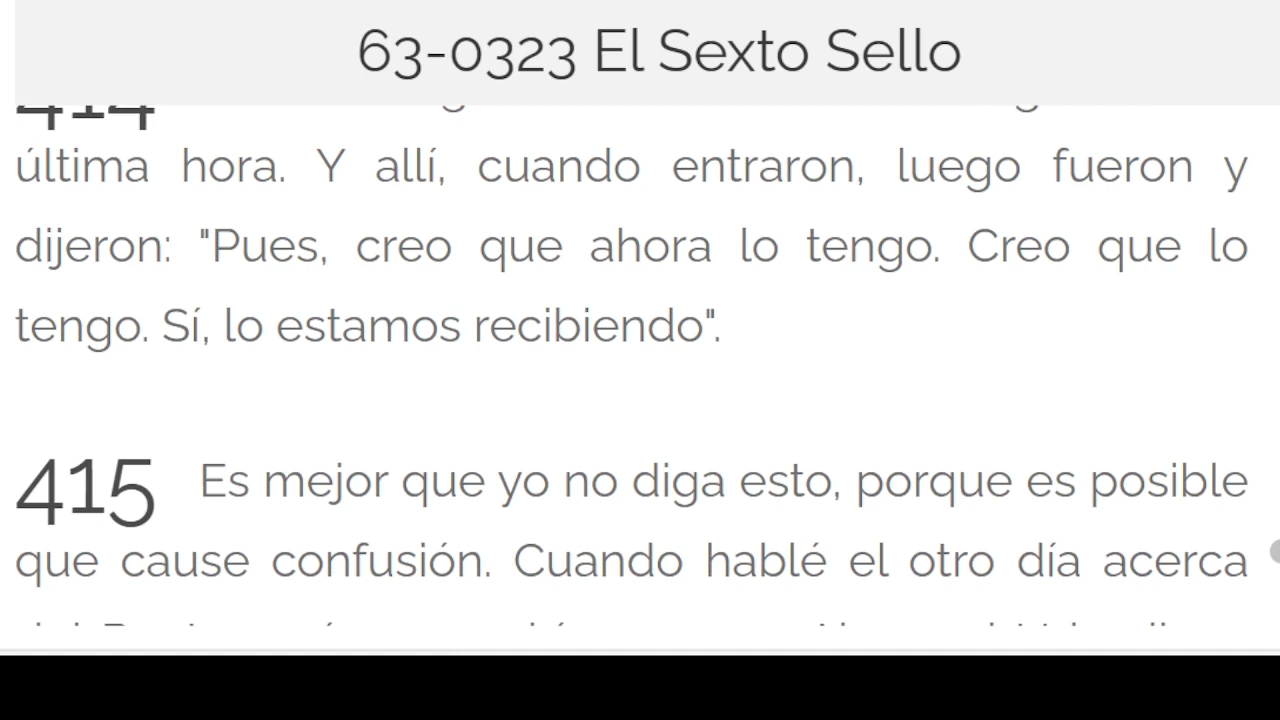 63-0323 El Sexto Sello
414
última hora. Y allí, cuando entraron, luego fueron y
dijeron: "Pues, creo que ahora lo tengo. Creo que lo
tengo. Sí, lo estamos recibiendo".
415 Es mejor que yo no diga esto, porque es posible
que cause confusión. Cuando hablé el otro día acerca